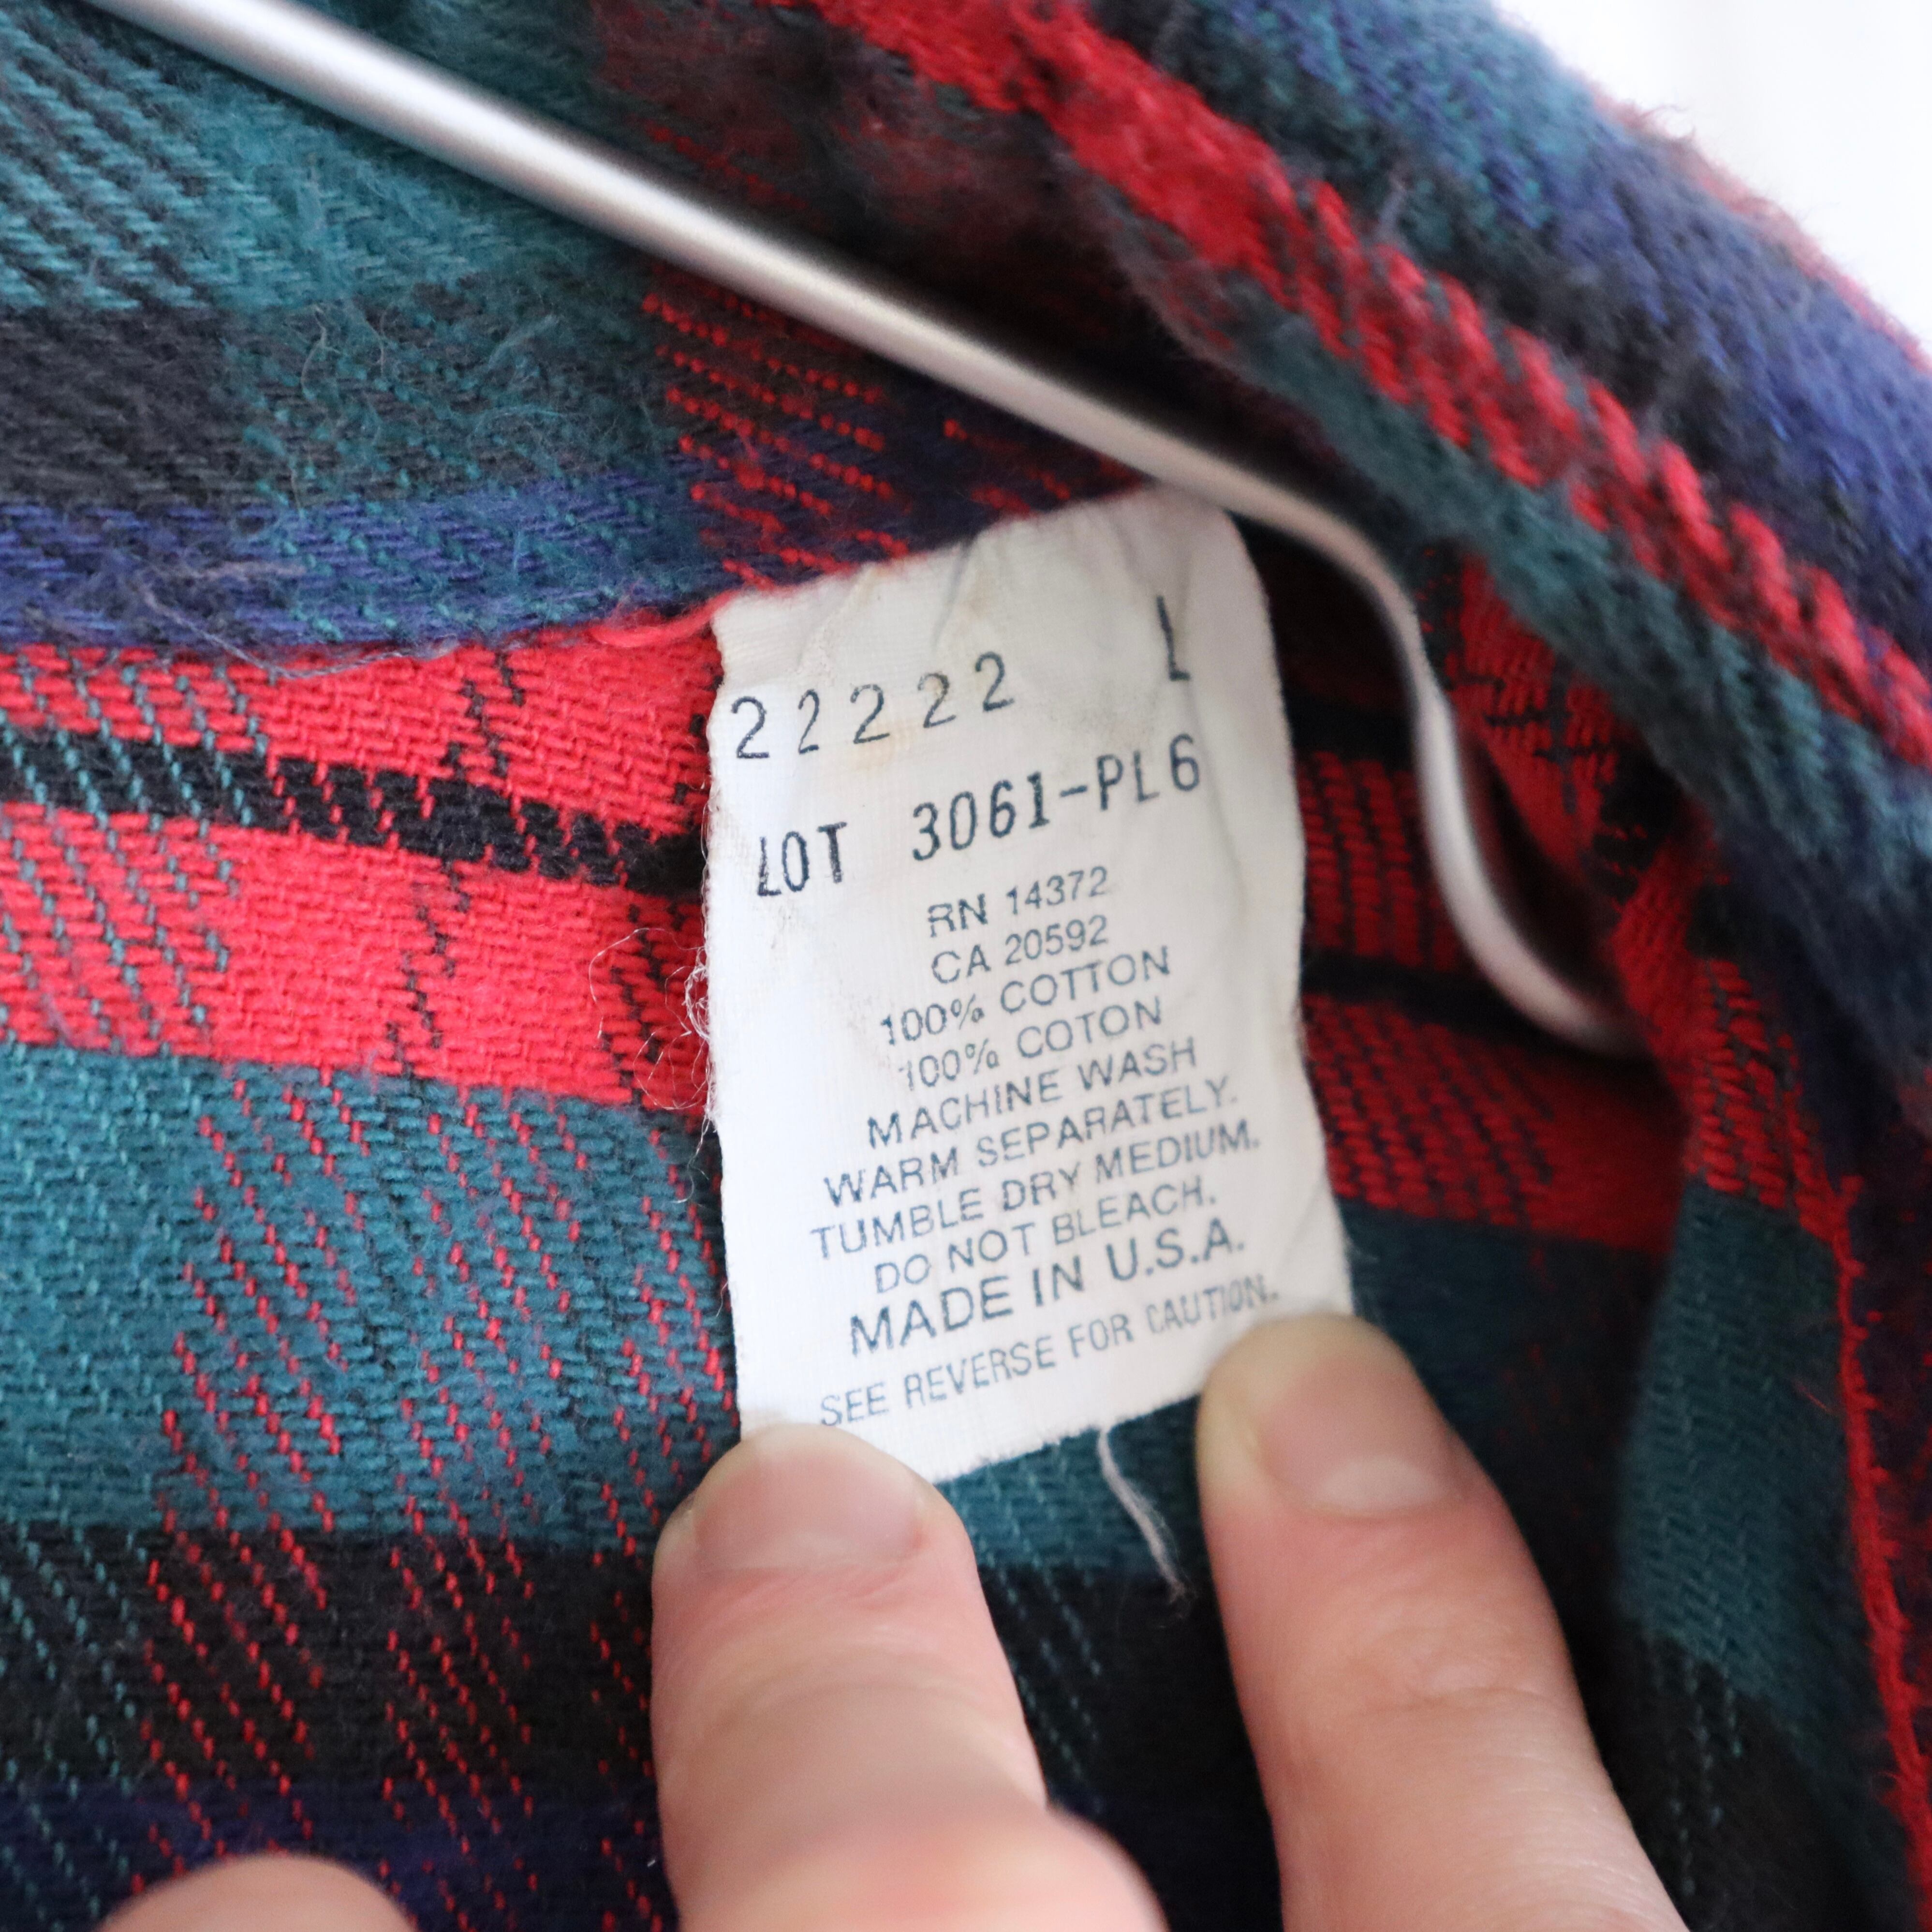 22222 L
LOT 3061-PL6
RN 14372
CA 20592
100% COTTON
100% COTON
MACHINE WASH
WARM SEPARATELY.
TUMBLE DRY MEDIUM.
DO NOT BLEACH.
MADE IN U.S.A.
SEE REVERSE FOR CAUTION.